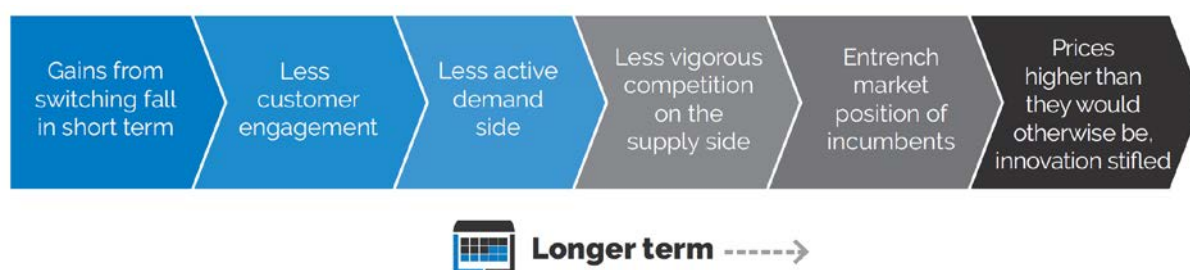 Gains from
switching fall
in short term
Less
customer
engagement
Less active
demand
side
Less vigorous
competition
on the
supply side
Entrench
market
position of
incumbents
Prices
higher than
they would
otherwise be,
innovation stifled
Longer term